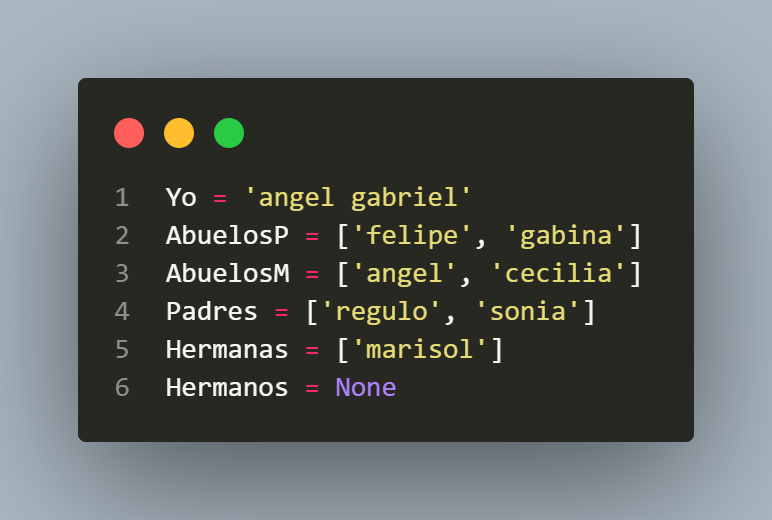 1 Yo = 'angel gabriel'
2 AbuelosP = ['felipe', 'gabina']
3 AbuelosM = ['angel', 'cecilia']
4 Padres = ['regulo', 'sonia']
5 Hermanas = ['marisol']
6 Hermanos = None